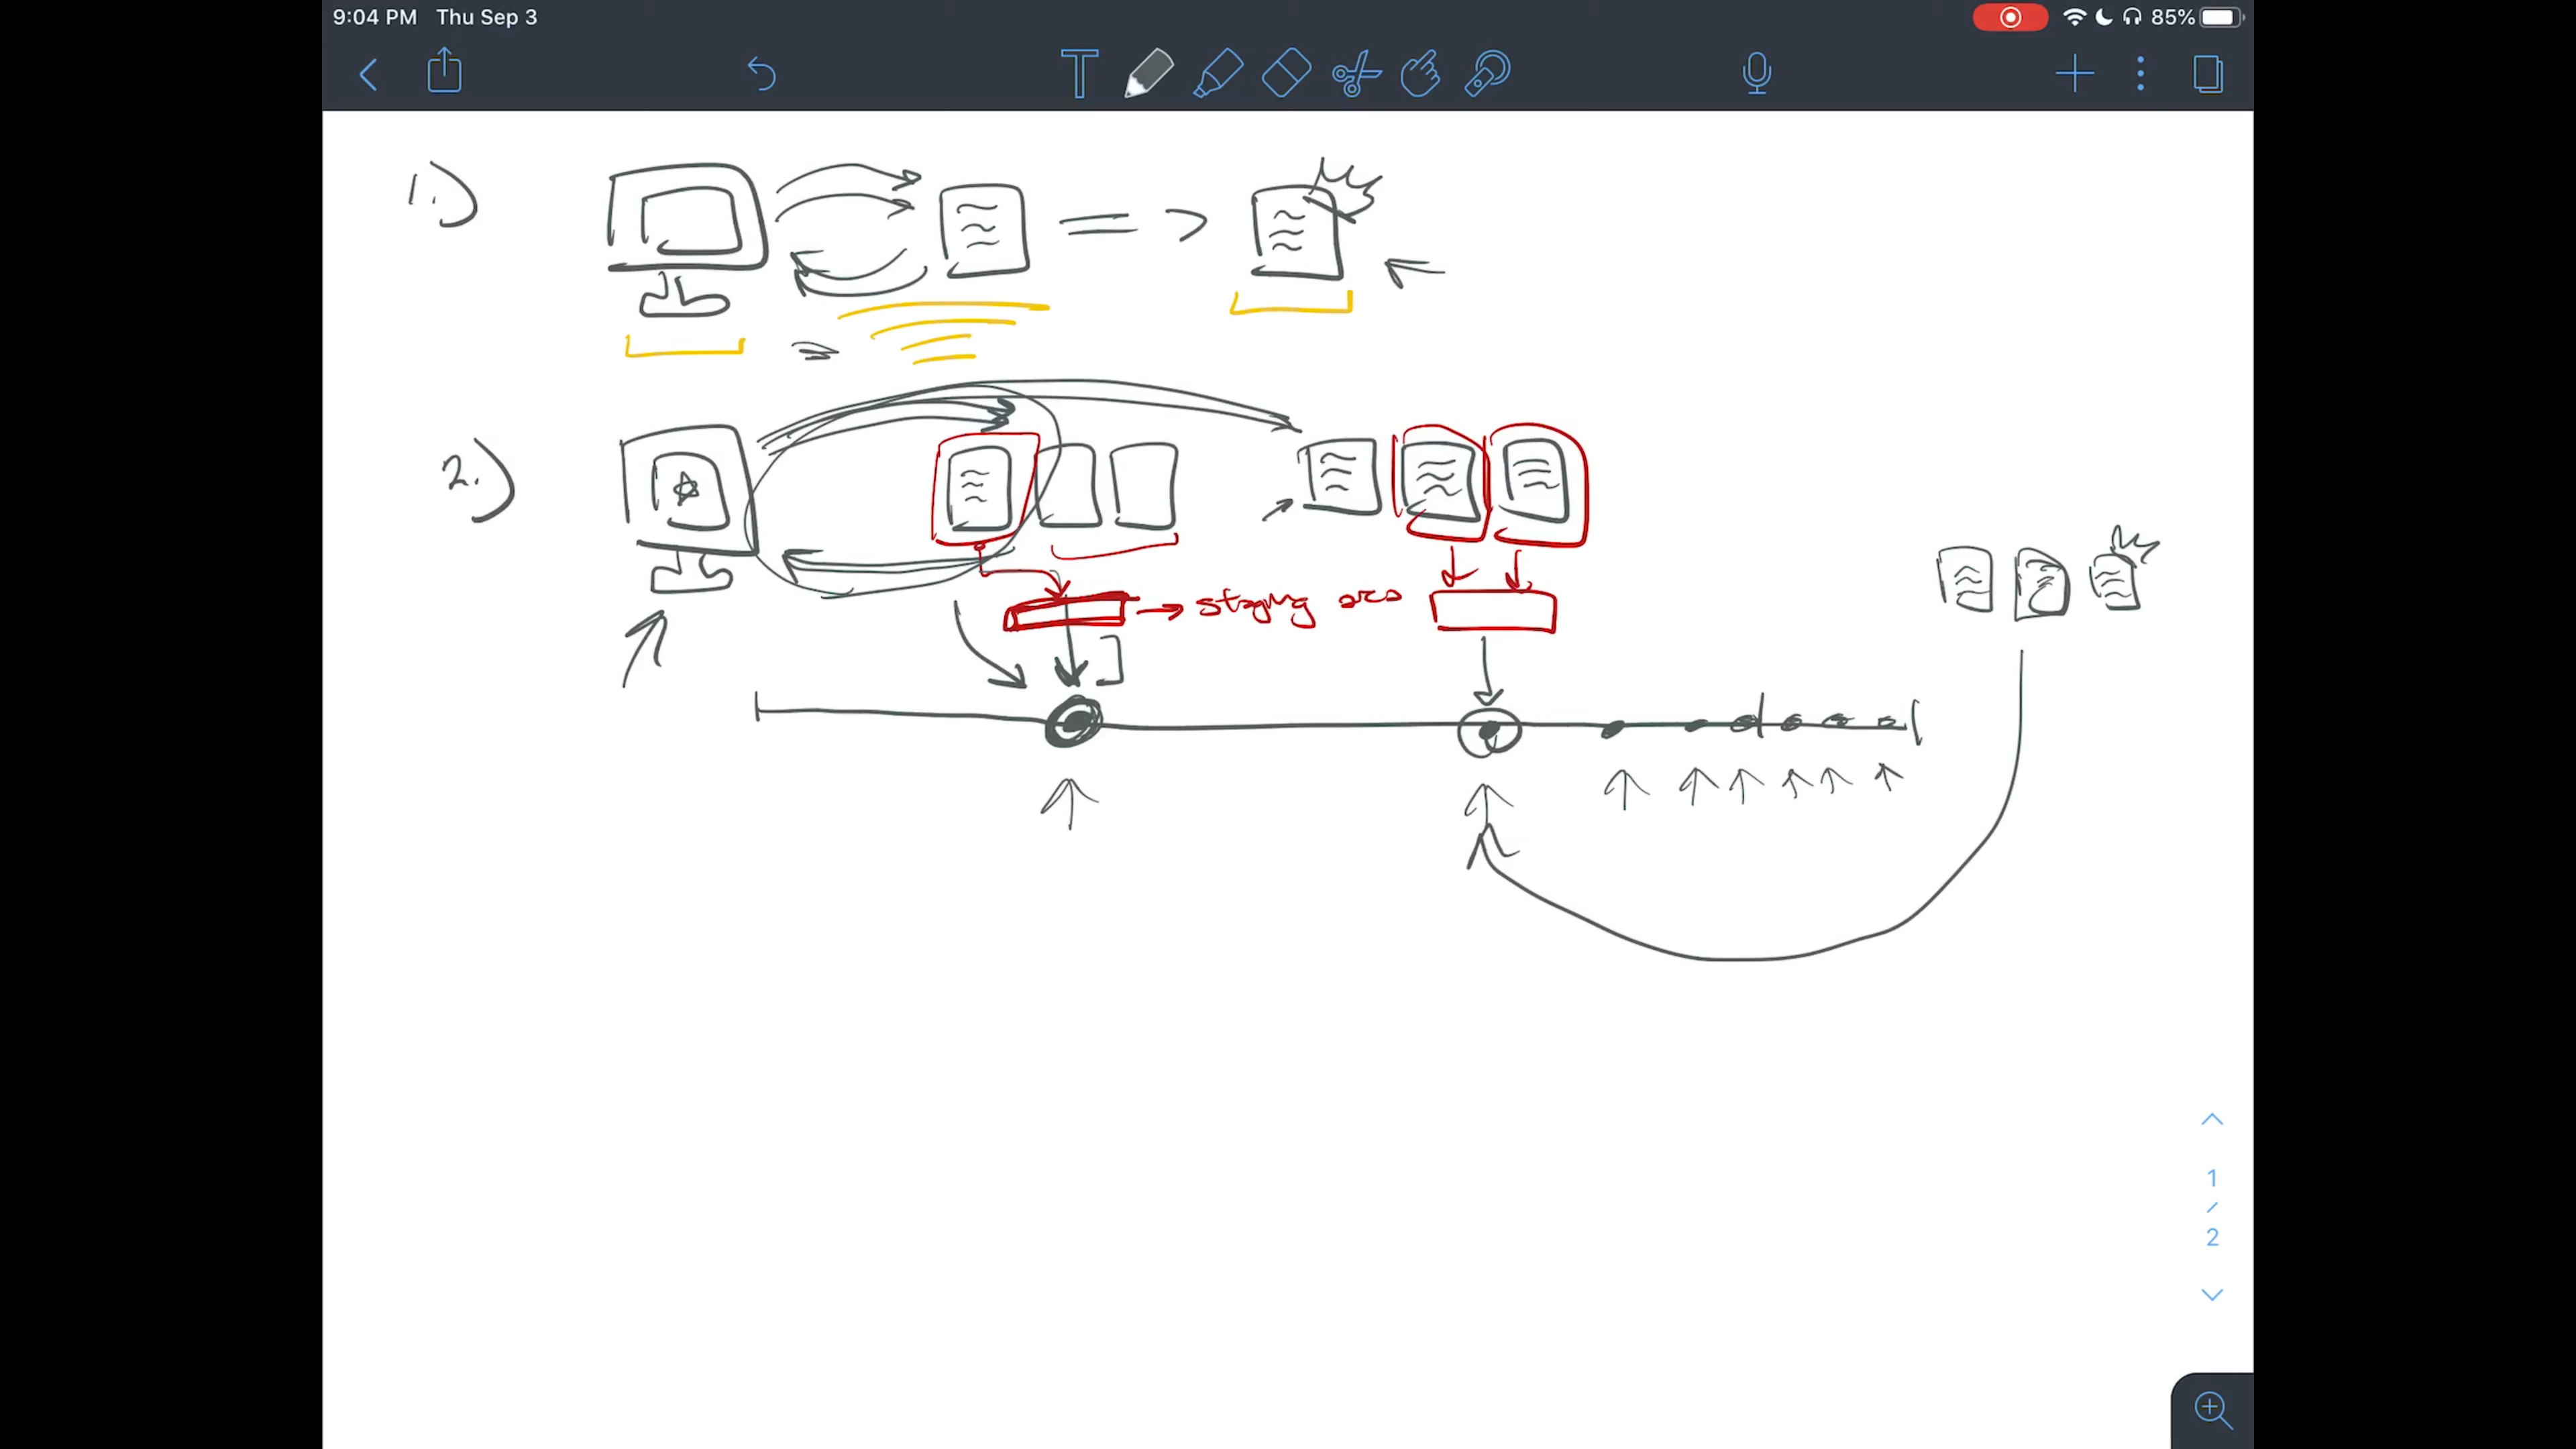 9:04 PM Thu Sep 3
85%
T
1.)
= >
2.)
staging area
1
/
2